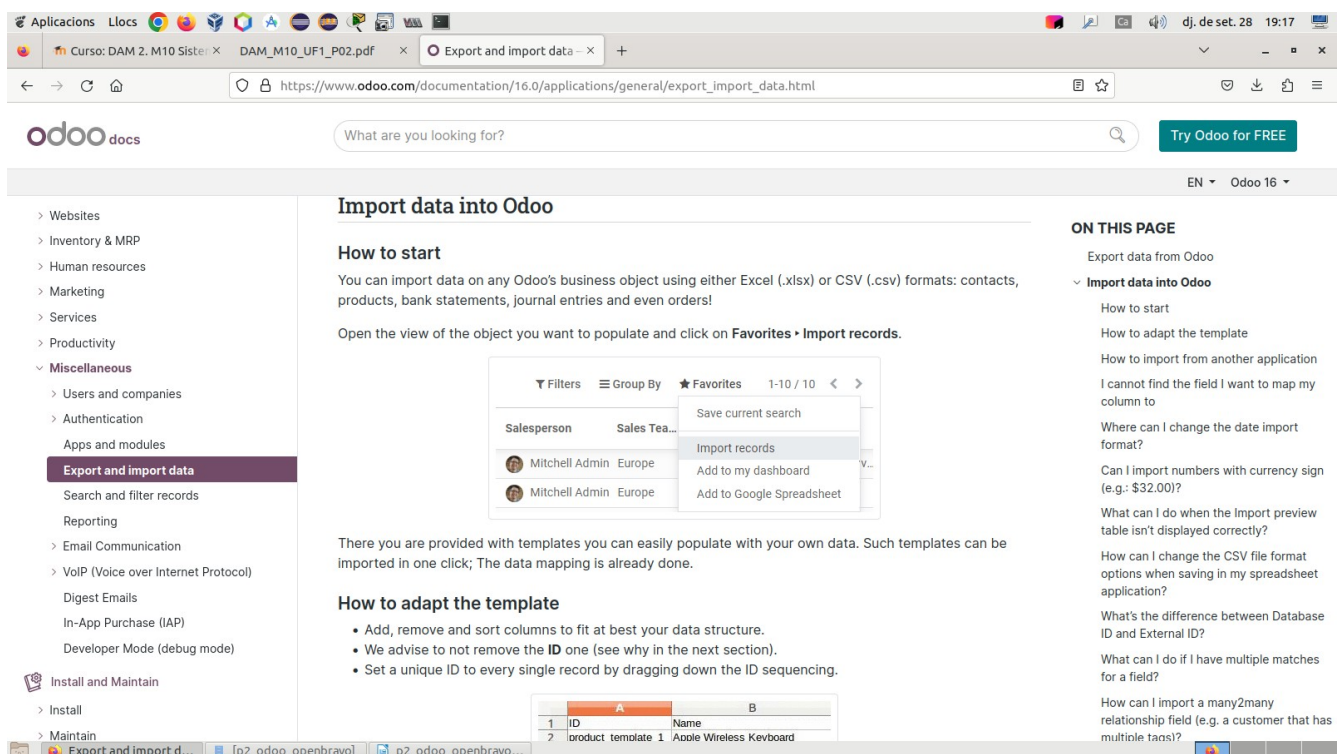 Aplicacions Llocs Ca dj. de set. 28 19:17
Curso: DAM 2. M10 Sister DAM_M10_UF1_P02.pdf Export and import data –
https://www.odoo.com/documentation/16.0/applications/general/export_import_data.html
odoo docs
What are you looking for?
Try Odoo for FREE
EN Odoo 16
Websites
Inventory & MRP
Human resources
Marketing
Services
Productivity
Miscellaneous
Users and companies
Authentication
Apps and modules
Export and import data
Search and filter records
Reporting
Email Communication
VoIP (Voice over Internet Protocol)
Digest Emails
In-App Purchase (IAP)
Developer Mode (debug mode)
Install and Maintain
Install
Maintain
Import data into Odoo
How to start
You can import data on any Odoo's business object using either Excel (.xlsx) or CSV (.csv) formats: contacts,
products, bank statements, journal entries and even orders!
Open the view of the object you want to populate and click on Favorites ‣ Import records.
Filters Group By Favorites 1-10 / 10
Save current search
Salesperson Sales Tea...
Import records
Mitchell Admin Europe
Add to my dashboard
Mitchell Admin Europe
Add to Google Spreadsheet
There you are provided with templates you can easily populate with your own data. Such templates can be
imported in one click; The data mapping is already done.
How to adapt the template
• Add, remove and sort columns to fit at best your data structure.
• We advise to not remove the ID one (see why in the next section).
• Set a unique ID to every single record by dragging down the ID sequencing.
A B
1 ID Name
2 product_template_1 Apple Wireless Keyboard
ON THIS PAGE
Export data from Odoo
Import data into Odoo
How to start
How to adapt the template
How to import from another application
I cannot find the field I want to map my
column to
Where can I change the date import
format?
Can I import numbers with currency sign
(e.g.: $32.00)?
What can I do when the Import preview
table isn't displayed correctly?
How can I change the CSV file format
options when saving in my spreadsheet
application?
What's the difference between Database
ID and External ID?
What can I do if I have multiple matches
for a field?
How can I import a many2many
relationship field (e.g. a customer that has
multiple tags)?
Export and import d... [p2_odoo_openbravo] p2_odoo_openbravo...